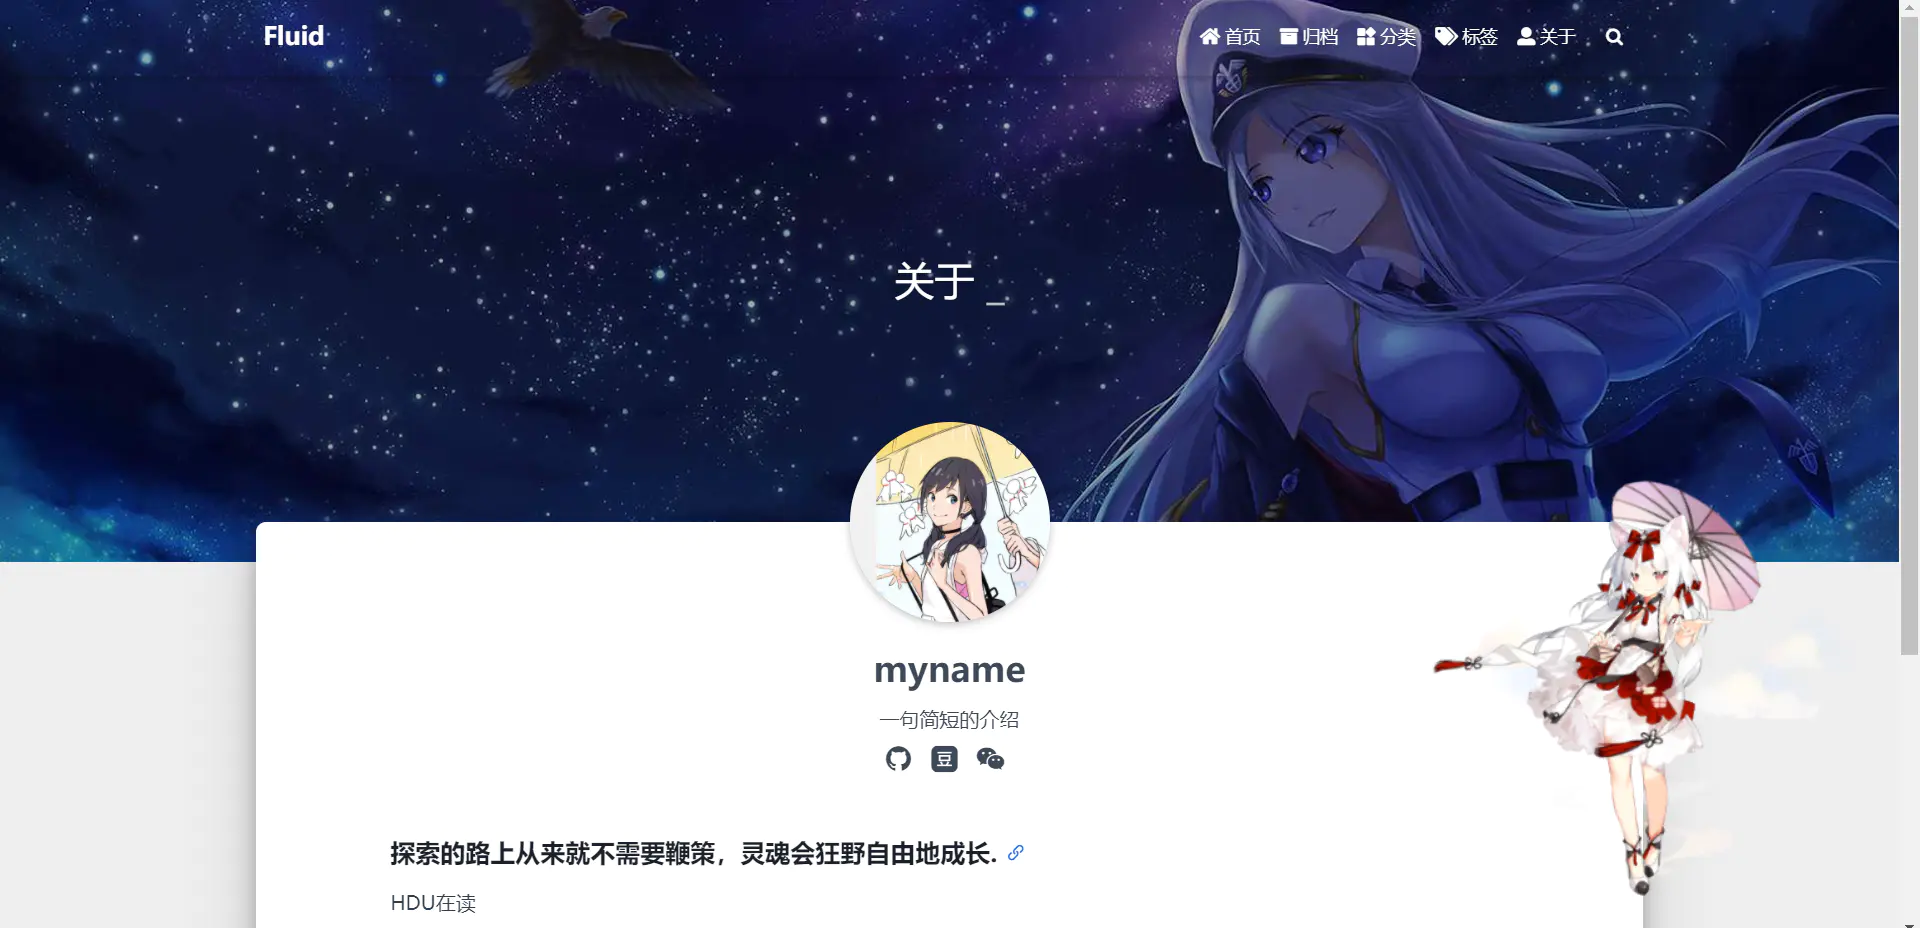 Fluid
首页 归档 分类 标签 关于
关于 _
myname
一句简短的介绍
豆
探索的路上从来就不需要鞭策，灵魂会狂野自由地成长.
HDU在读